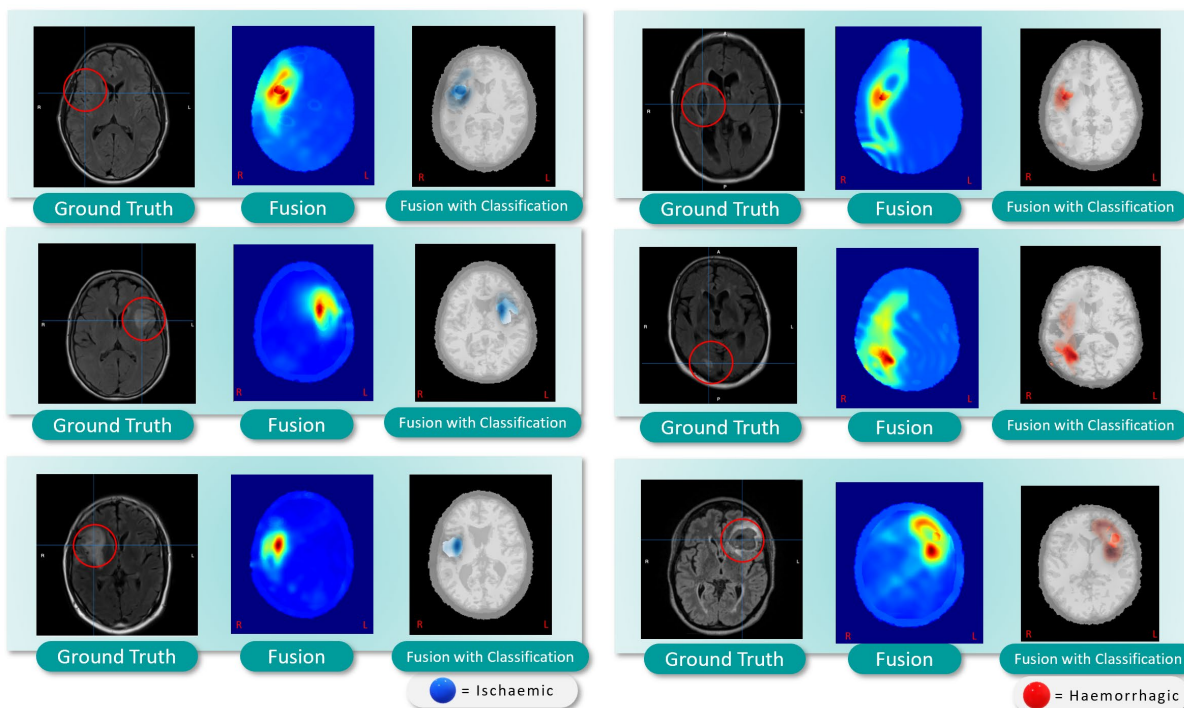 R
L
R
L
Ground Truth
Fusion
Fusion with Classification
R
L
R
L
Ground Truth
Fusion
Fusion with Classification
R
L
R
L
Ground Truth
Fusion
Fusion with Classification
= Ischaemic
R
L
P
R
L
R
L
Ground Truth
Fusion
Fusion with Classification
A
R
L
P
R
L
R
L
Ground Truth
Fusion
Fusion with Classification
R
L
R
L
R
L
Ground Truth
Fusion
Fusion with Classification
= Haemorrhagic